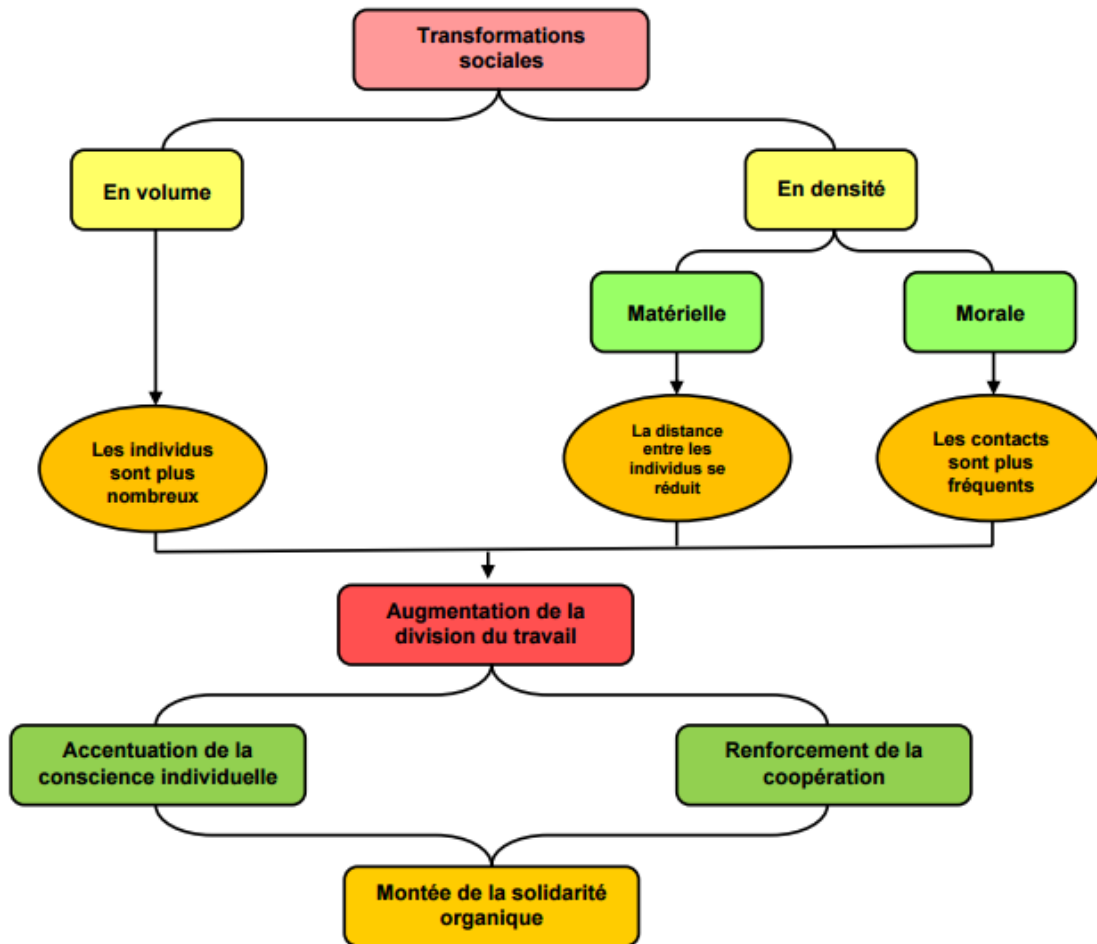 Transformations
sociales
En volume
En densité
Matérielle
Morale
Les individus
sont plus
nombreux
La distance
entre les
individus se
réduit
Les contacts
sont plus
fréquents
Augmentation de la
division du travail
Accentuation de la
conscience individuelle
Renforcement de la
coopération
Montée de la solidarité
organique